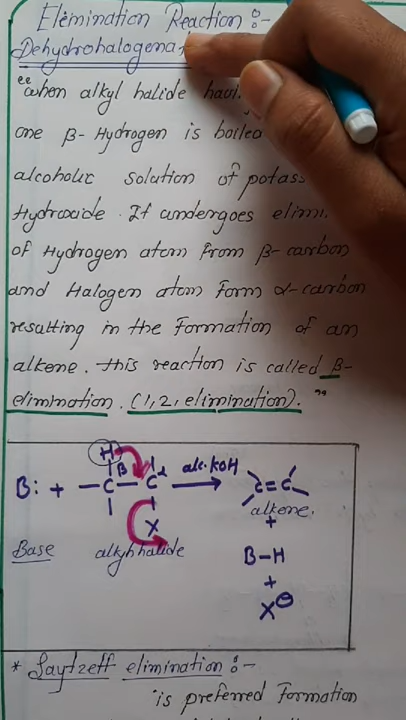 Elimination Reaction :-
Dehydrohalogena
"when alkyl halide
one β-Hydrogen is boiled
alcoholic solution of potass
Hydroxide. If undergoes elimi
of Hydrogen atom from β-carbon
and Halogen atom form α-carbon
resulting in the Formation of an
alkene. this reaction is called β-
elimination. (1,2, elimination)."
H
B: + -C-C α alc.KOH C=C
β
X
alkene.
+
Base alkyl halide B-H
+
X⊖
* Saytzeff elimination :-
is preferred Formation